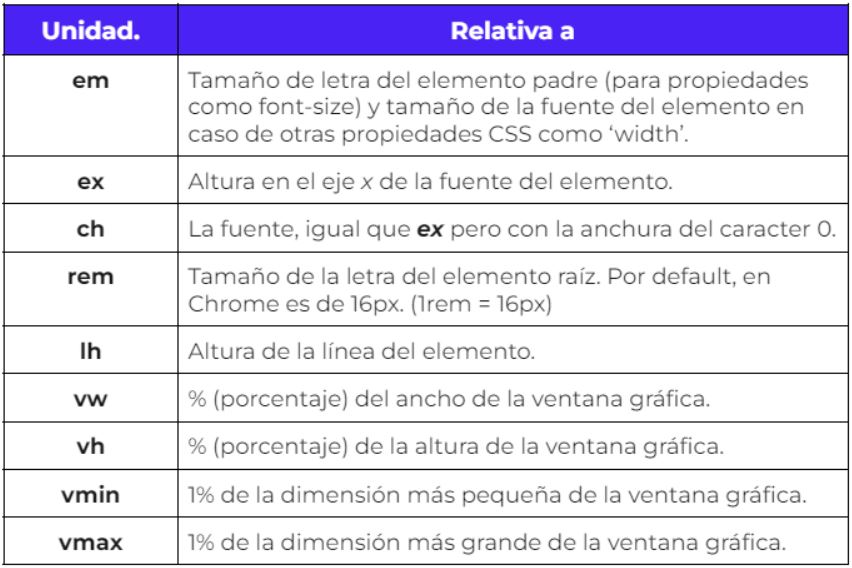 Unidad. Relativa a
em Tamaño de letra del elemento padre (para propiedades
como font-size) y tamaño de la fuente del elemento en
caso de otras propiedades CSS como ‘width’.
ex Altura en el eje x de la fuente del elemento.
ch La fuente, igual que ex pero con la anchura del caracter 0.
rem Tamaño de la letra del elemento raíz. Por default, en
Chrome es de 16px. (1rem = 16px)
lh Altura de la línea del elemento.
vw % (porcentaje) del ancho de la ventana gráfica.
vh % (porcentaje) de la altura de la ventana gráfica.
vmin 1% de la dimensión más pequeña de la ventana gráfica.
vmax 1% de la dimensión más grande de la ventana gráfica.